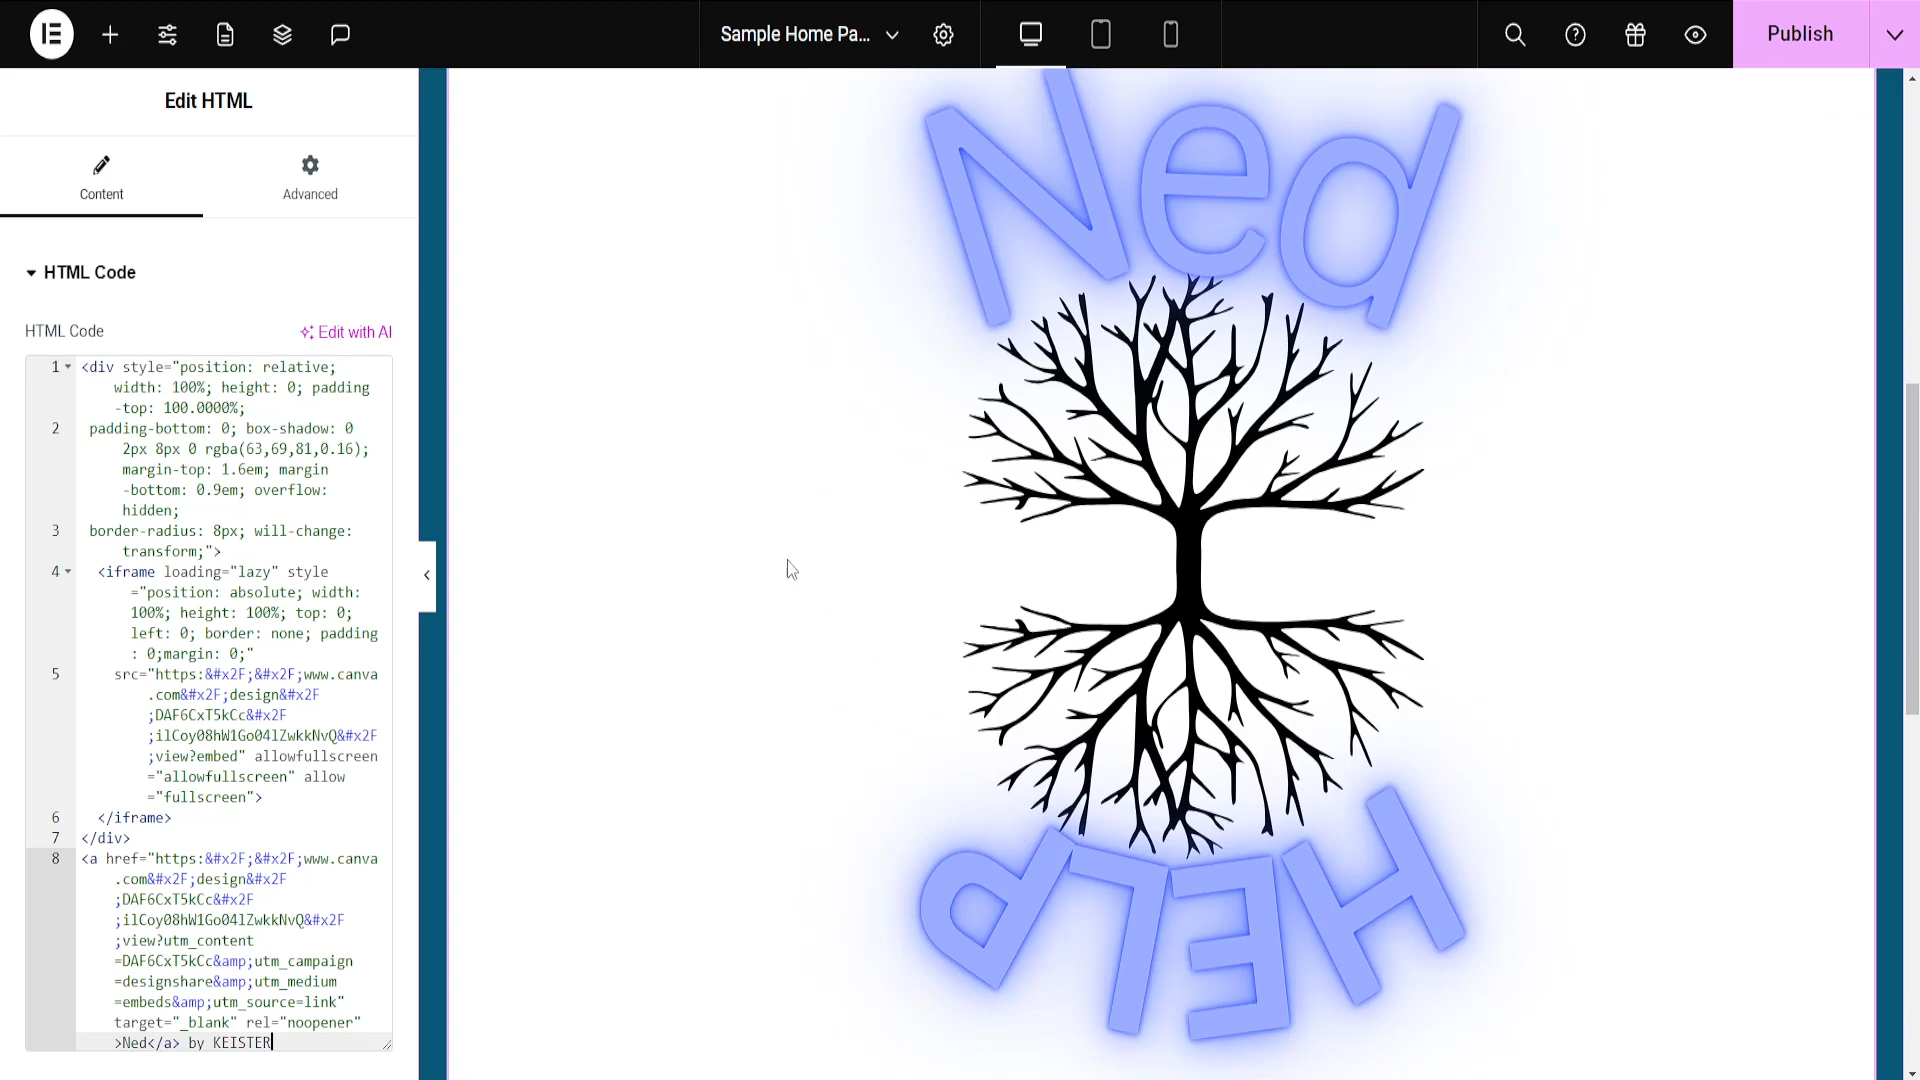 Sample Home Pa...
Publish
Edit HTML
Content
Advanced
HTML Code
HTML Code
Edit with AI
1
<div style="position: relative;
width: 100%; height: 0; padding
-top: 100.0000%;
2
padding-bottom: 0; box-shadow: 0
2px 8px 0 rgba(63,69,81,0.16);
margin-top: 1.6em; margin
-bottom: 0.9em; overflow:
hidden;
3
border-radius: 8px; will-change:
transform;">
4
<iframe loading="lazy" style
="position: absolute; width:
100%; height: 100%; top: 0;
left: 0; border: none; padding
: 0;margin: 0;"
5
src="https:&#x2F;&#x2F;www.canva
.com&#x2F;design&#x2F
;DAF6CxT5kCc&#x2F
;ilCoy08hW1Go04lZwkkNvQ&#x2F
;view?embed" allowfullscreen
="allowfullscreen" allow
="fullscreen">
6
</iframe>
7
</div>
8
<a href="https:&#x2F;&#x2F;www.canva
.com&#x2F;design&#x2F
;DAF6CxT5kCc&#x2F
;ilCoy08hW1Go04lZwkkNvQ&#x2F
;view?utm_content
=DAF6CxT5kCc&amp;utm_campaign
=designshare&amp;utm_medium
=embeds&amp;utm_source=link"
target="_blank" rel="noopener"
>Ned</a> by KEISTER
Ned
HELP